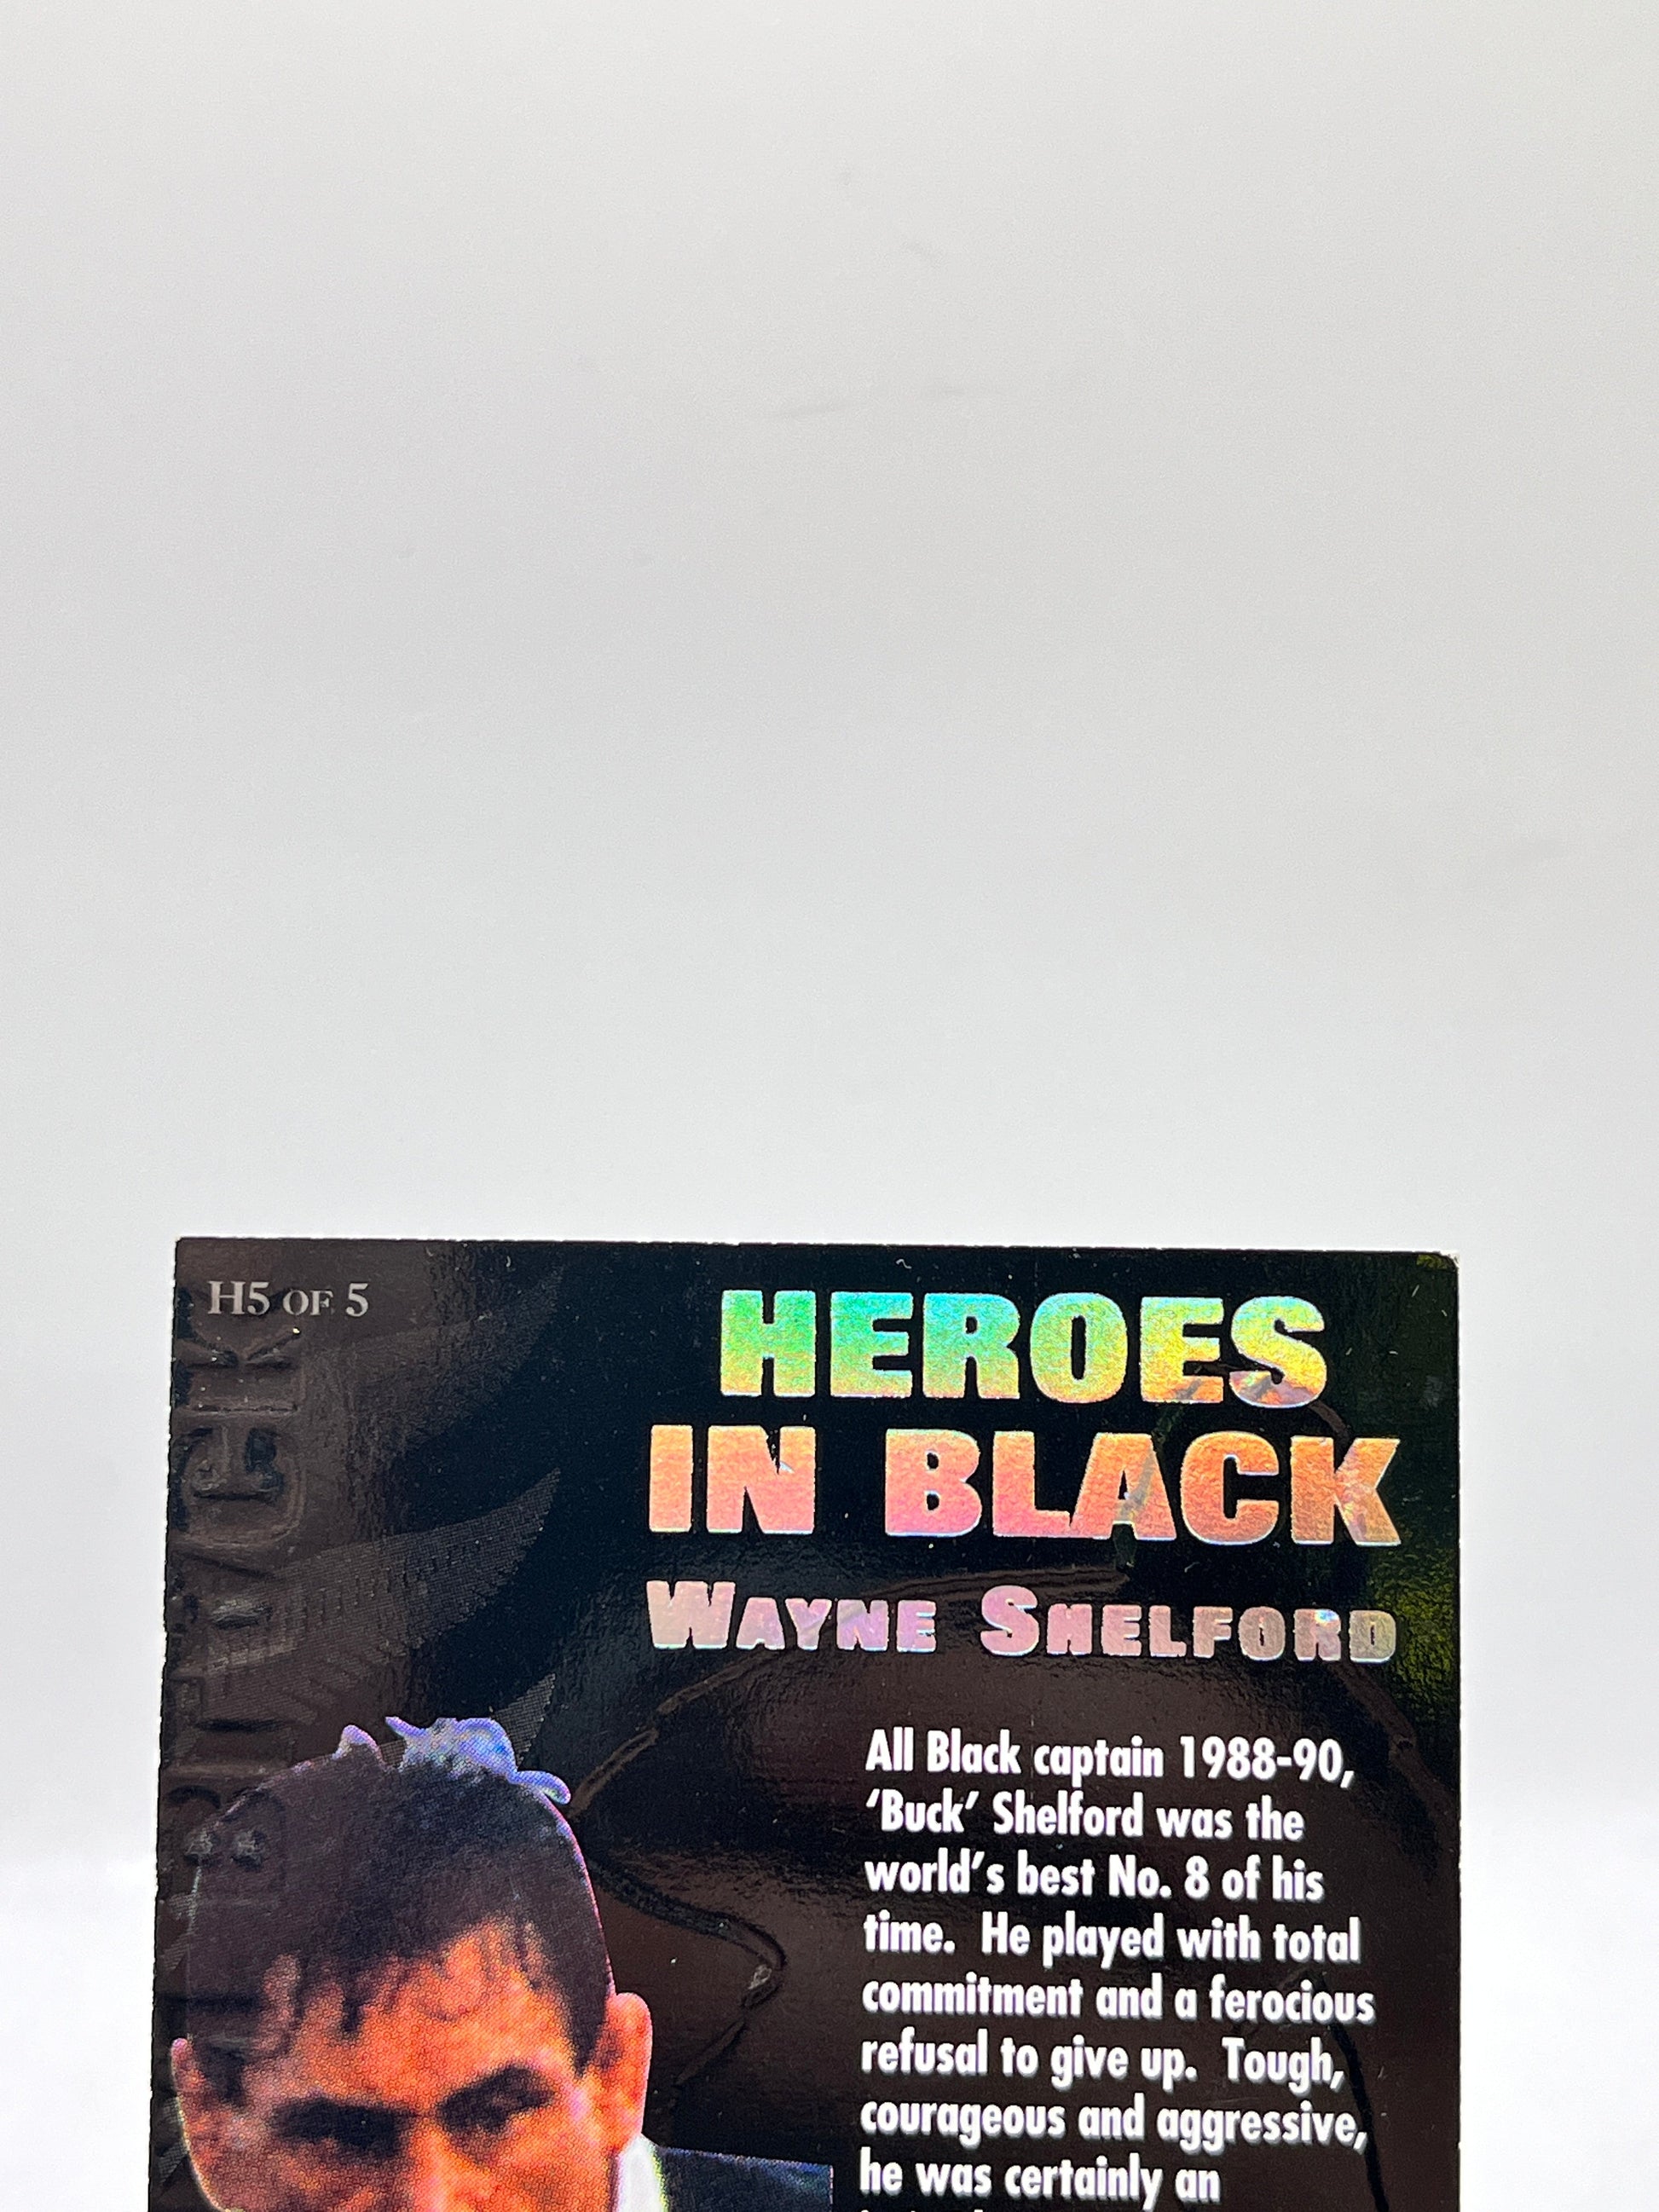 H5 OF 5
HEROES
IN BLACK
WAYNE SHELFORD
All Black captain 1988-90,
‘Buck’ Shelford was the
world’s best No. 8 of his
time. He played with total
commitment and a ferocious
refusal to give up. Tough,
courageous and aggressive,
he was certainly an